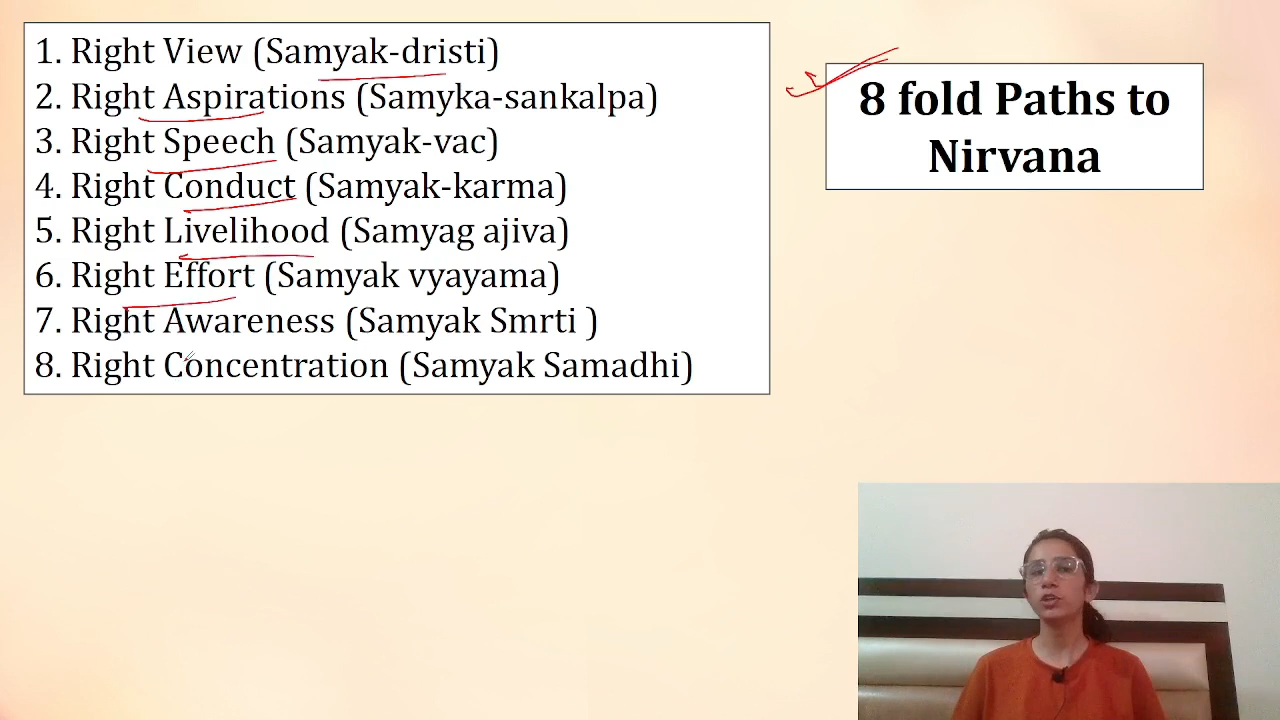 1. Right View (Samyak-dristi)
2. Right Aspirations (Samyka-sankalpa)
3. Right Speech (Samyak-vac)
4. Right Conduct (Samyak-karma)
5. Right Livelihood (Samyag ajiva)
6. Right Effort (Samyak vyayama)
7. Right Awareness (Samyak Smrti )
8. Right Concentration (Samyak Samadhi)
8 fold Paths to
Nirvana